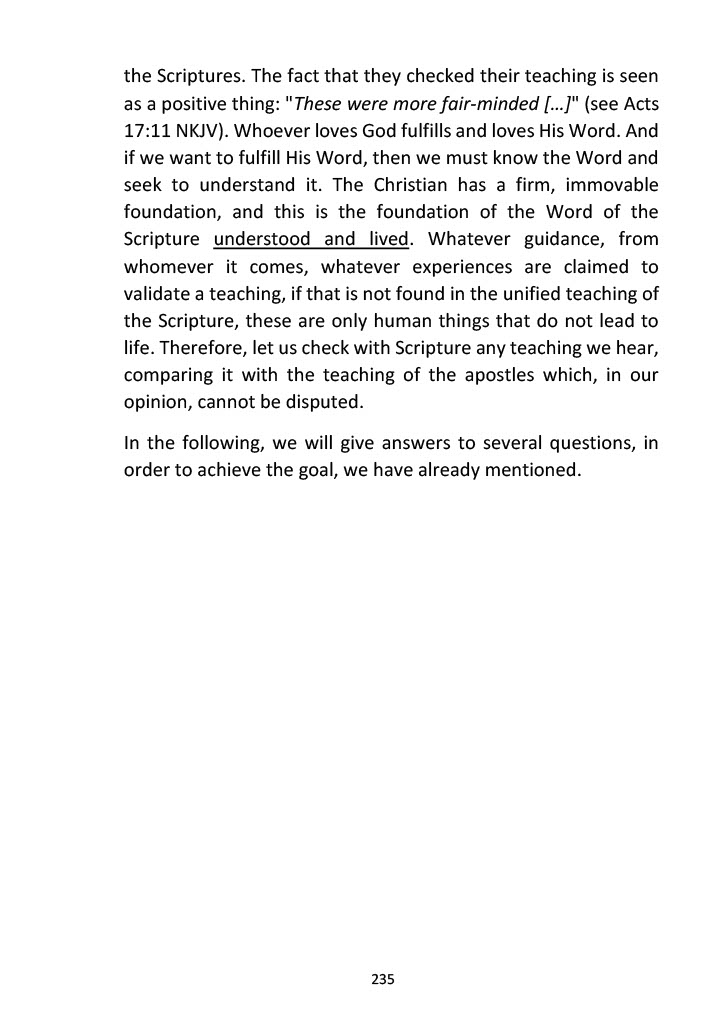 the Scriptures. The fact that they checked their teaching is seen
as a positive thing: "These were more fair-minded […]" (see Acts
17:11 NKJV). Whoever loves God fulfills and loves His Word. And
if we want to fulfill His Word, then we must know the Word and
seek to understand it. The Christian has a firm, immovable
foundation, and this is the foundation of the Word of the
Scripture understood and lived. Whatever guidance, from
whomever it comes, whatever experiences are claimed to
validate a teaching, if that is not found in the unified teaching of
the Scripture, these are only human things that do not lead to
life. Therefore, let us check with Scripture any teaching we hear,
comparing it with the teaching of the apostles which, in our
opinion, cannot be disputed.
In the following, we will give answers to several questions, in
order to achieve the goal, we have already mentioned.
235